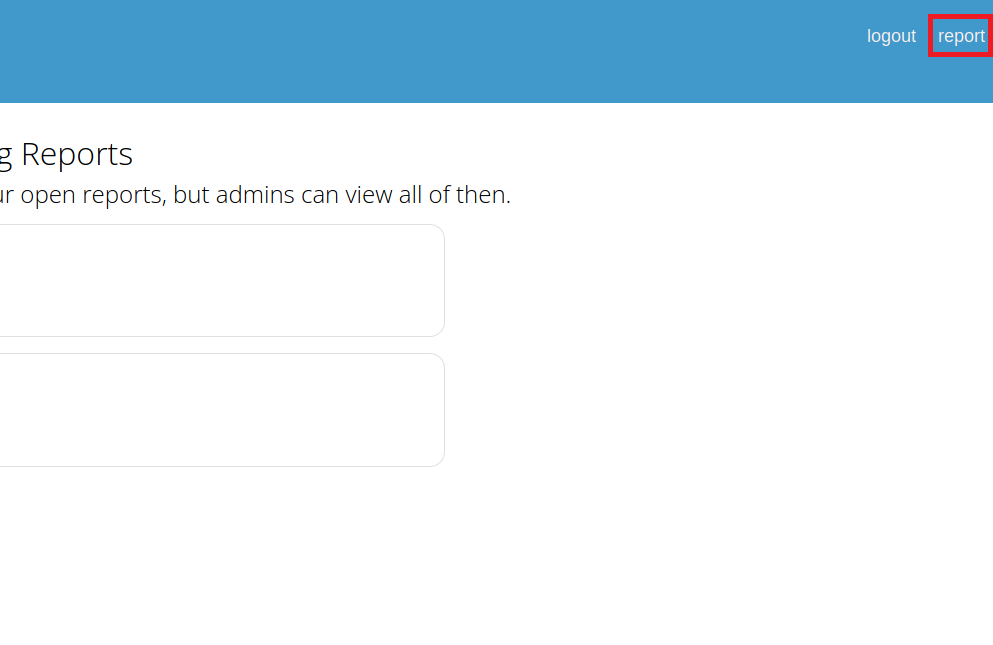 logout report
g Reports
ur open reports, but admins can view all of then.